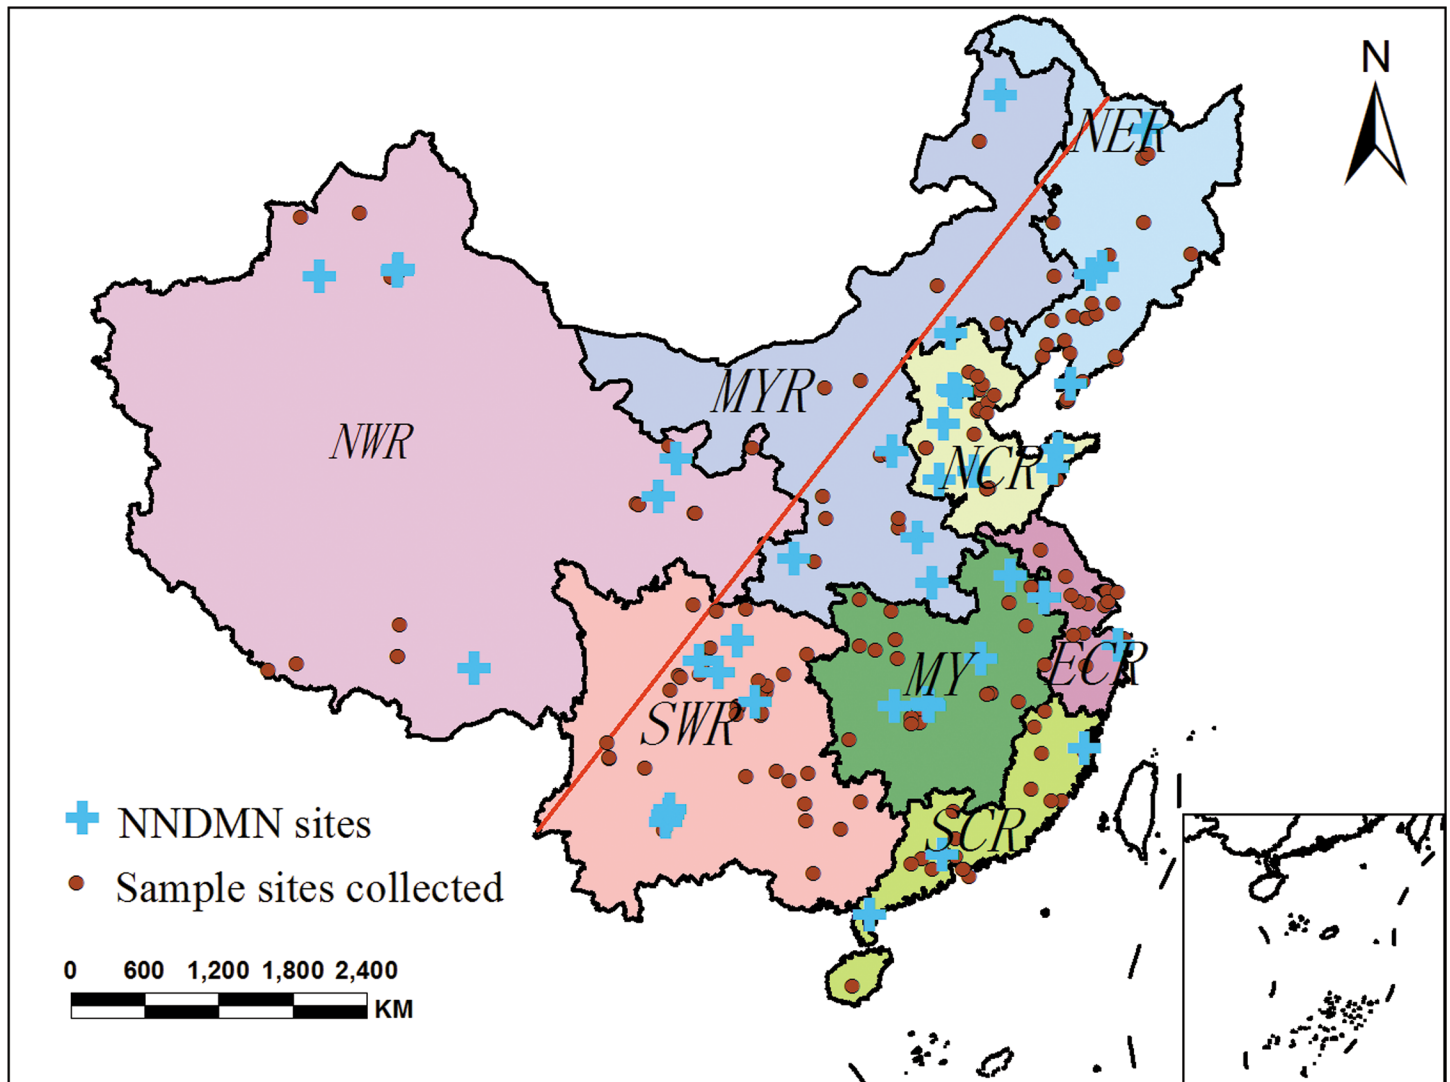 N
NER
MYR
NWR
NCR
ECR
MY
SWR
SCR
NNDMN sites
Sample sites collected
0 600 1,200 1,800 2,400
KM